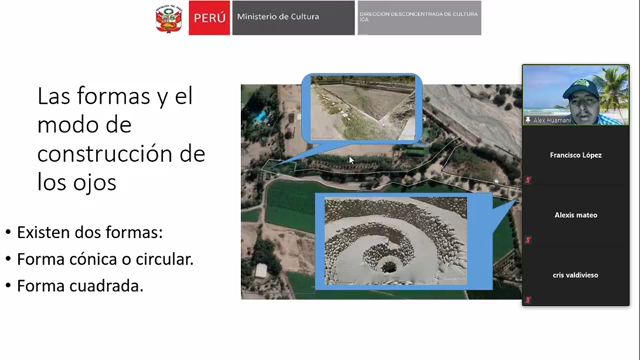 PERÚ
Ministerio de Cultura
DIRECCIÓN DESCONCENTRADA DE CULTURA
ICA
Las formas y el
modo de
construcción de
los ojos
• Existen dos formas:
• Forma cónica o circular.
• Forma cuadrada.
Alex Huamani
Francisco López
Alexis mateo
cris valdivieso